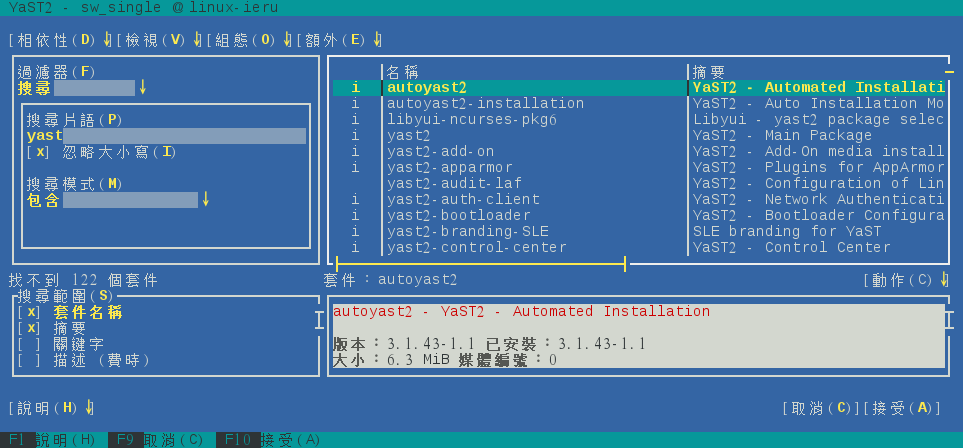 YaST2 - sw_single @ linux-ieru
[相依性(D)↓][檢視(V)↓][組態(O)↓][額外(E)↓]
過濾器(F)
搜尋 ↓
搜尋片語(P)
yast
[x] 忽略大小寫(I)
搜尋模式(M)
包含 ↓
名稱 摘要
i autoyast2 YaST2 - Automated Installati
i autoyast2-installation YaST2 - Auto Installation Mo
i libyui-ncurses-pkg6 Libyui - yast2 package selec
i yast2 YaST2 - Main Package
i yast2-add-on YaST2 - Add-On media install
i yast2-apparmor YaST2 - Plugins for AppArmor
yast2-audit-laf YaST2 - Configuration of Lin
i yast2-auth-client YaST2 - Network Authenticati
i yast2-bootloader YaST2 - Bootloader Configura
i yast2-branding-SLE SLE branding for YaST
i yast2-control-center YaST2 - Control Center
找不到 122 個套件
套件：autoyast2 [動作(C)↓]
搜尋範圍(S)
[x] 套件名稱
[x] 摘要
[ ] 關鍵字
[ ] 描述 (費時)
autoyast2 - YaST2 - Automated Installation
版本：3.1.43-1.1 已安裝：3.1.43-1.1
大小：6.3 MiB 媒體編號：0
[說明(H)↓] [取消(C)][接受(A)]
F1 說明(H) F9 取消(C) F10 接受(A)